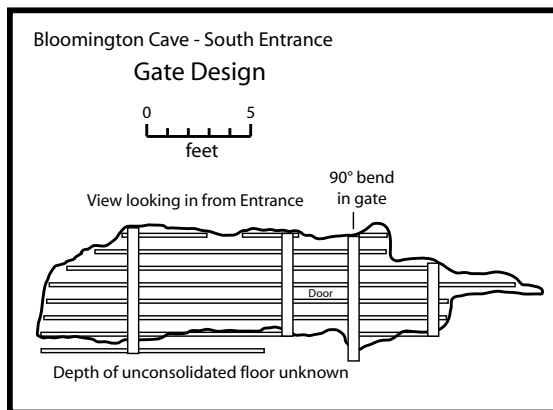 Bloomington Cave - South Entrance
Gate Design
0 5
feet
90° bend
in gate
View looking in from Entrance
Door
Depth of unconsolidated floor unknown